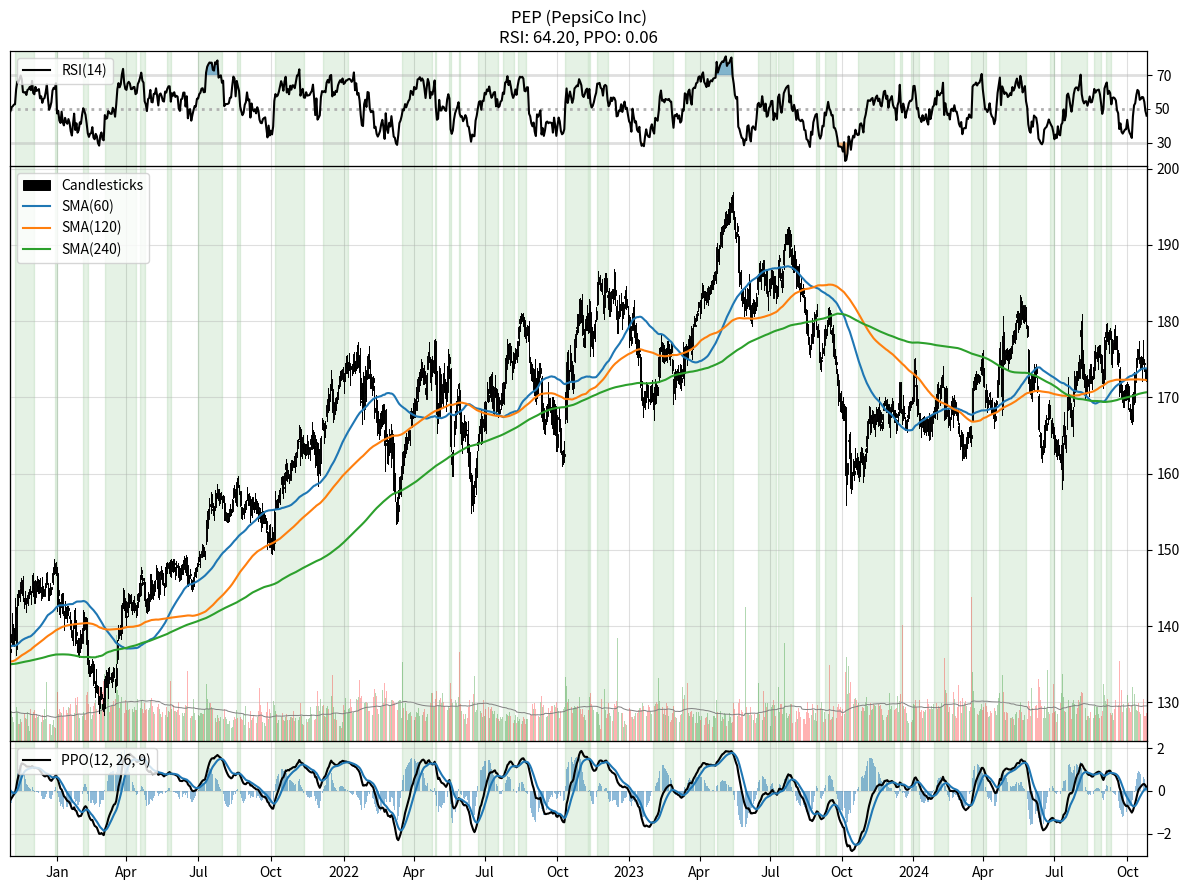 PEP (PepsiCo Inc)
RSI: 64.20, PPO: 0.06
RSI(14)
70
50
30
Candlesticks
SMA(60)
SMA(120)
SMA(240)
200
190
180
170
160
150
140
130
PPO(12, 26, 9)
2
0
−2
Jan Apr Jul Oct 2022 Apr Jul Oct 2023 Apr Jul Oct 2024 Apr Jul Oct